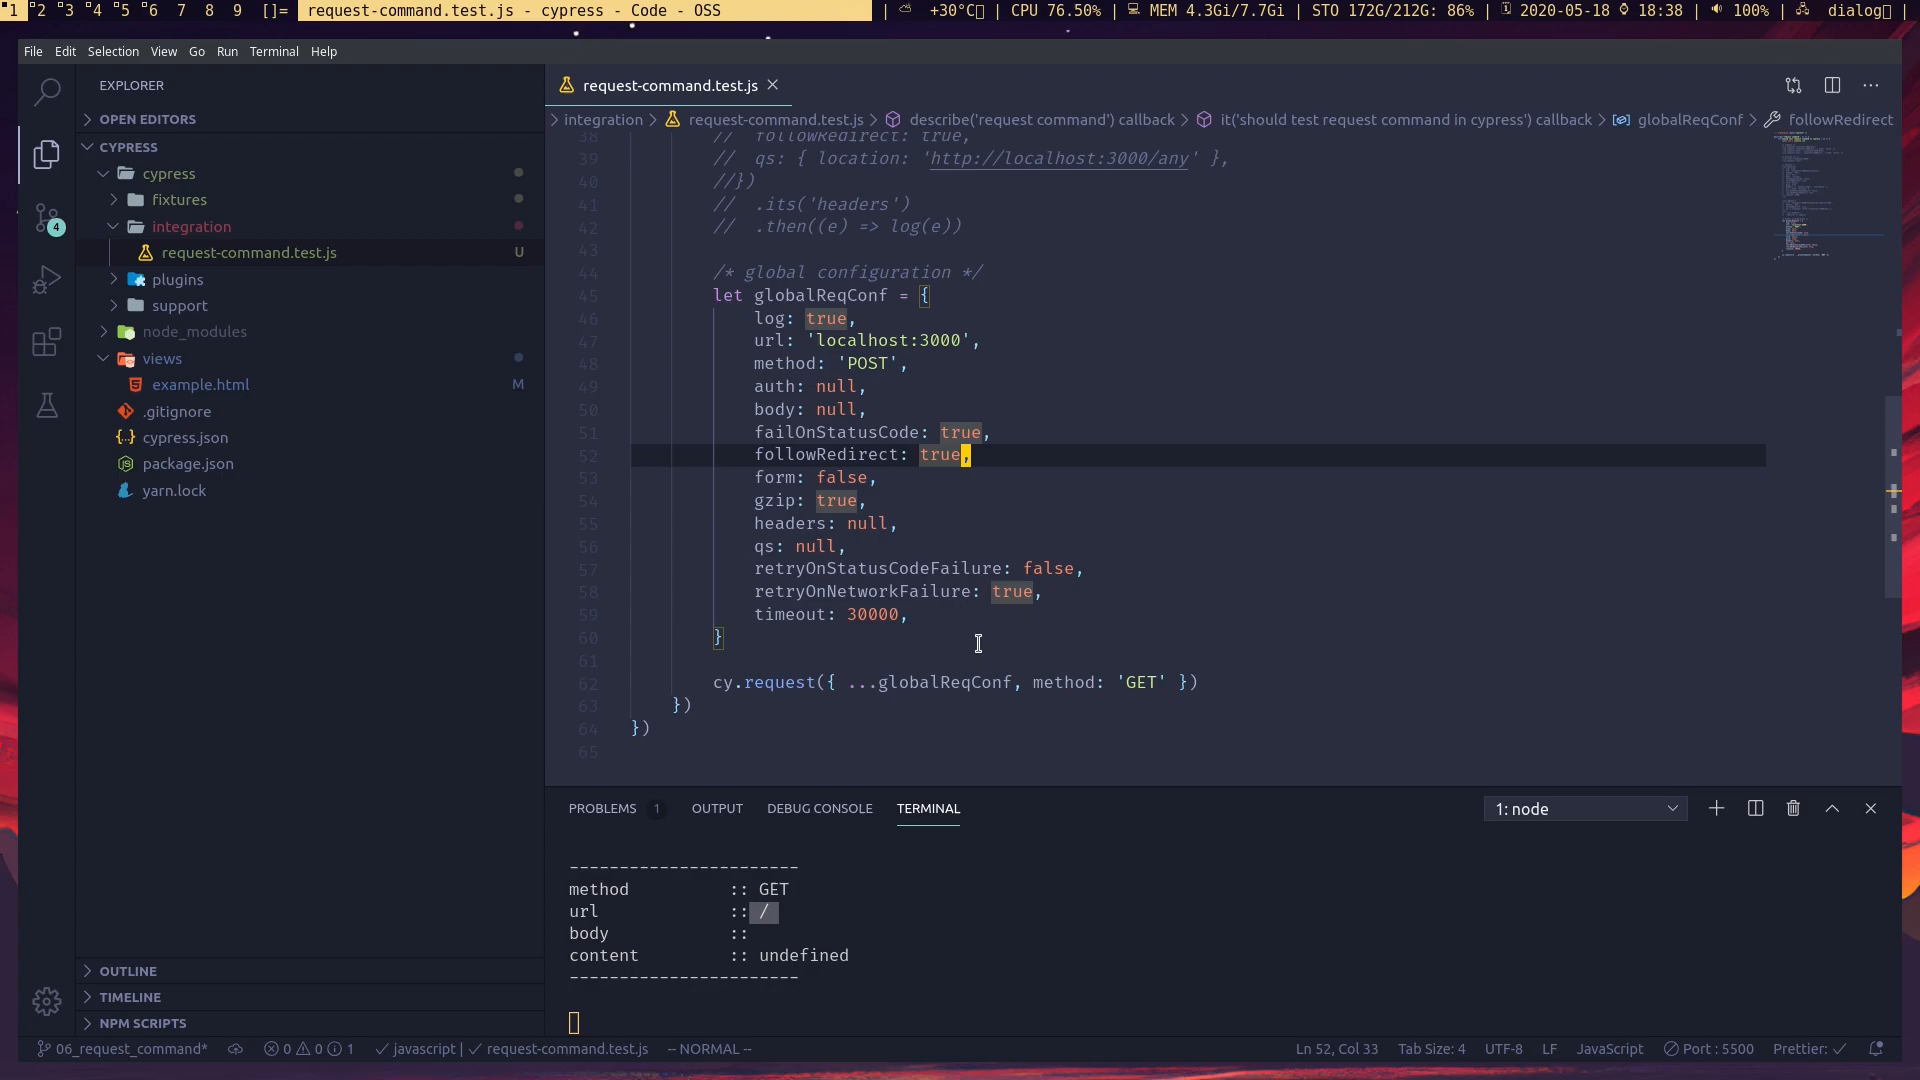 1 2 3 4 5 6 7 8 9 []= request-command.test.js - cypress - Code - OSS | +30°C | CPU 76.50% | MEM 4.3Gi/7.7Gi | STO 172G/212G: 86% | 2020-05-18 18:38 | 100% | dialog |
File Edit Selection View Go Run Terminal Help
EXPLORER
OPEN EDITORS
CYPRESS
cypress
fixtures
integration
request-command.test.js U
plugins
support
node_modules
views
example.html M
.gitignore
cypress.json
package.json
yarn.lock
OUTLINE
TIMELINE
NPM SCRIPTS
4
request-command.test.js
integration > request-command.test.js > describe('request command') callback > it('should test request command in cypress') callback > globalReqConf > followRedirect
38 // followRedirect: true,
39 // qs: { location: 'http://localhost:3000/any' },
40 //})
41 // .its('headers')
42 // .then((e) => log(e))
43
44 /* global configuration */
45 let globalReqConf = {
46 log: true,
47 url: 'localhost:3000',
48 method: 'POST',
49 auth: null,
50 body: null,
51 failOnStatusCode: true,
52 followRedirect: true,
53 form: false,
54 gzip: true,
55 headers: null,
56 qs: null,
57 retryOnStatusCodeFailure: false,
58 retryOnNetworkFailure: true,
59 timeout: 30000,
60 }
61
62 cy.request({ ...globalReqConf, method: 'GET' })
63 })
64 })
65
PROBLEMS 1 OUTPUT DEBUG CONSOLE TERMINAL 1: node
-----------------------
method :: GET
url :: /
body ::
content :: undefined
-----------------------
06_request_command* 0 0 1 javascript | request-command.test.js -- NORMAL -- Ln 52, Col 33 Tab Size: 4 UTF-8 LF JavaScript Port : 5500 Prettier: